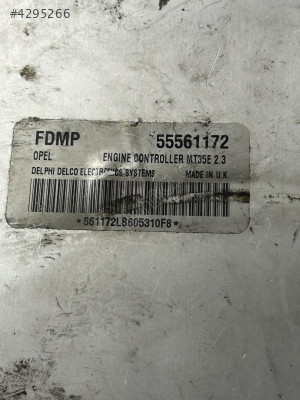 #4295266
FDMP 55561172
OPEL ENGINE CONTROLLER MT35E 2.3
DELPHI DELCO ELECTRONICS SYSTEMS MADE IN U.K.
*861172L8605310F8*